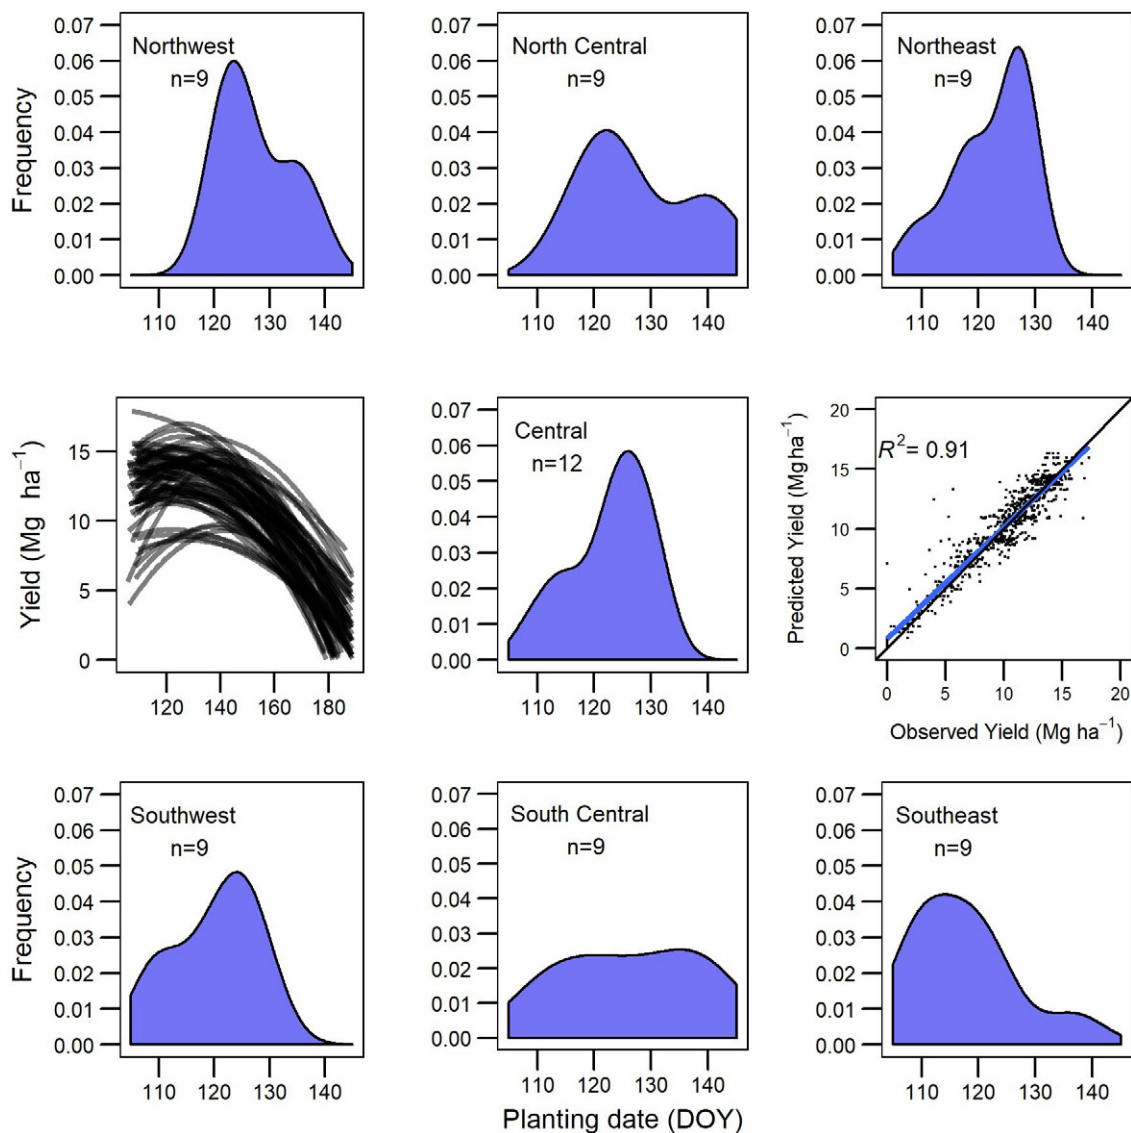 Northwest
n=9
Frequency
0.07
0.06
0.05
0.04
0.03
0.02
0.01
0.00
110 120 130 140
North Central
n=9
0.07
0.06
0.05
0.04
0.03
0.02
0.01
0.00
110 120 130 140
Northeast
n=9
0.07
0.06
0.05
0.04
0.03
0.02
0.01
0.00
110 120 130 140
Yield (Mg ha⁻¹)
15
10
5
0
120 140 160 180
Central
n=12
0.07
0.06
0.05
0.04
0.03
0.02
0.01
0.00
110 120 130 140
Predicted Yield (Mg ha⁻¹)
20
15
10
5
0
R²= 0.91
0 5 10 15 20
Observed Yield (Mg ha⁻¹)
Southwest
n=9
Frequency
0.07
0.06
0.05
0.04
0.03
0.02
0.01
0.00
110 120 130 140
South Central
n=9
0.07
0.06
0.05
0.04
0.03
0.02
0.01
0.00
110 120 130 140
Planting date (DOY)
Southeast
n=9
0.07
0.06
0.05
0.04
0.03
0.02
0.01
0.00
110 120 130 140